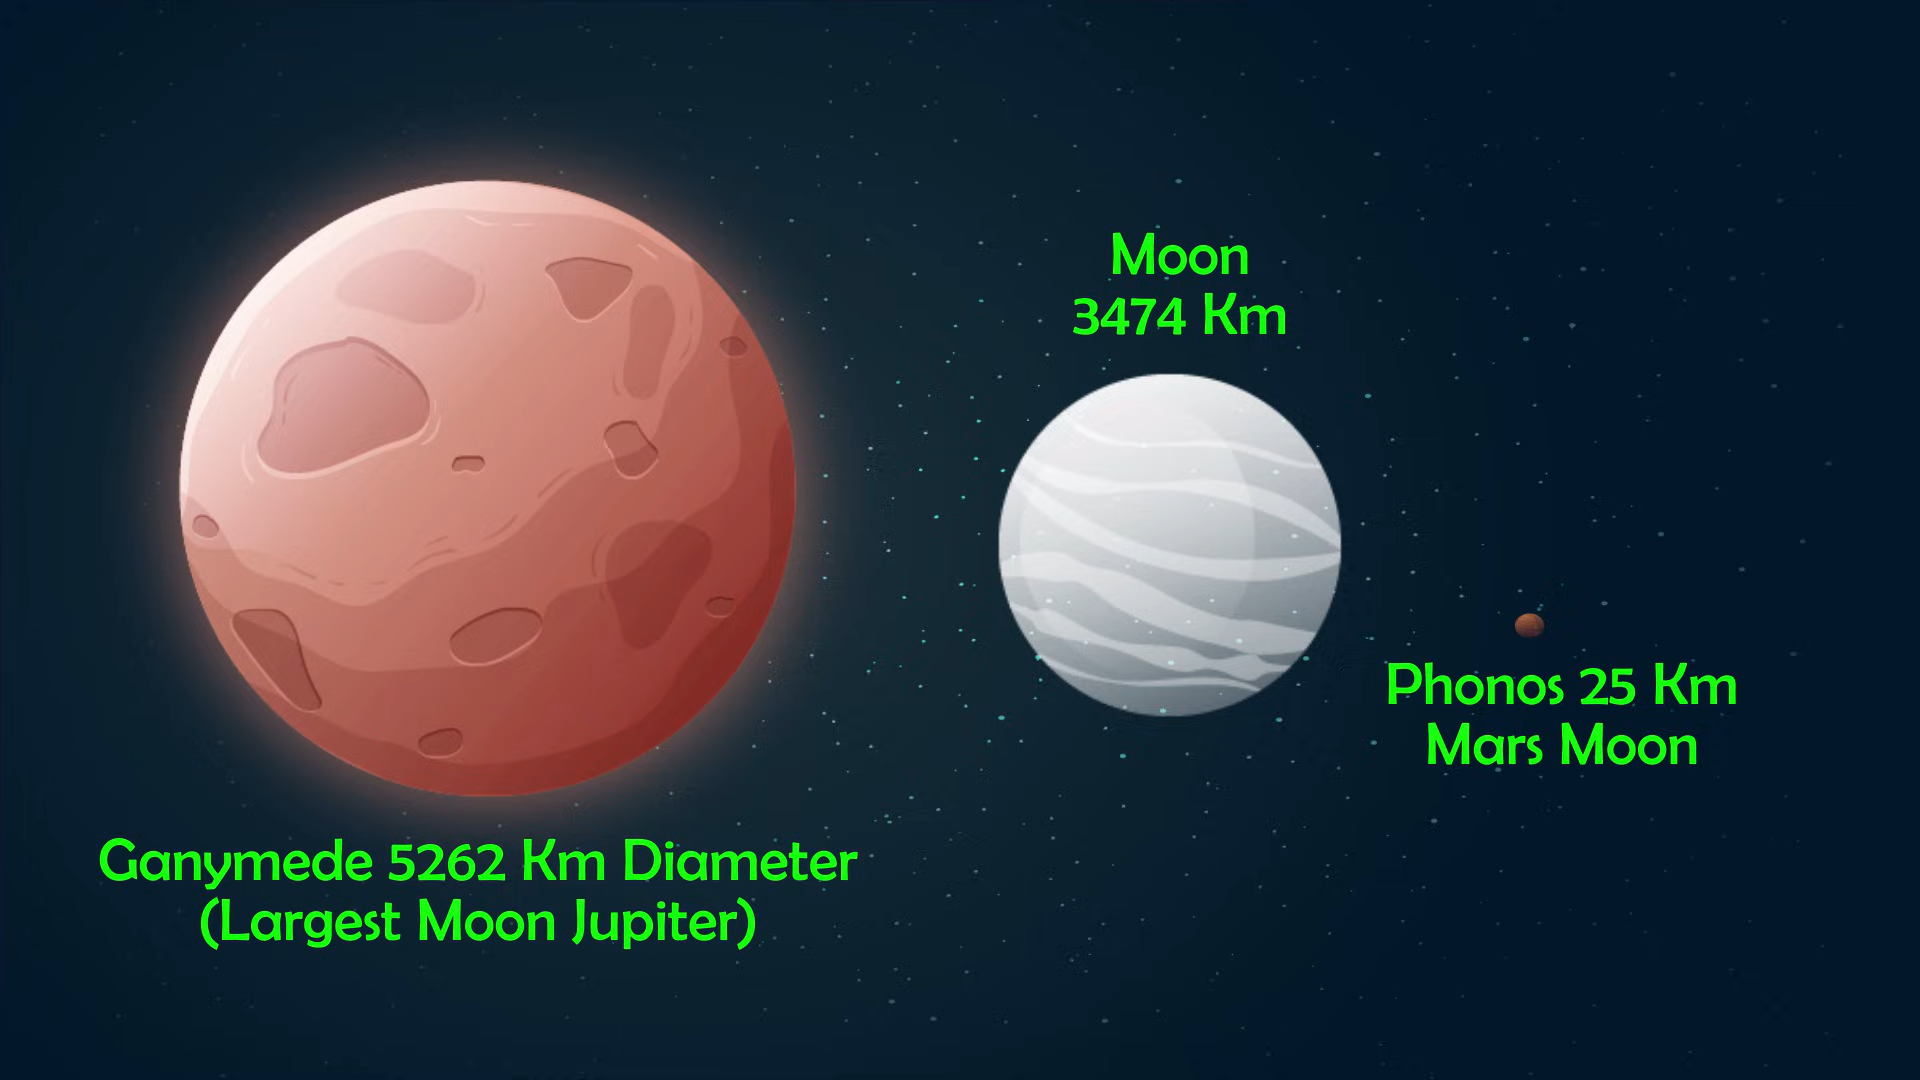 Moon
3474 Km
Phonos 25 Km
Mars Moon
Ganymede 5262 Km Diameter
(Largest Moon Jupiter)